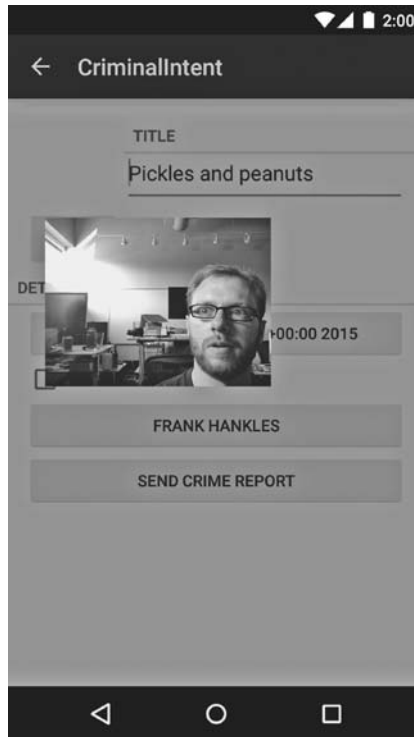 2:00
CriminalIntent
TITLE
Pickles and peanuts
DET
00:00 2015
FRANK HANKLES
SEND CRIME REPORT